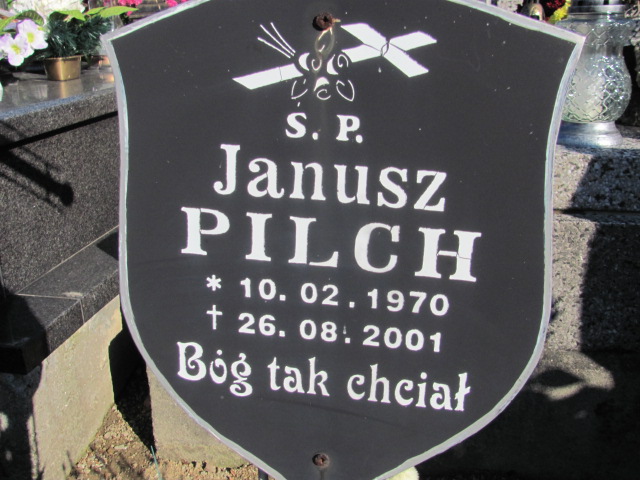 Ś. P.
Janusz
PILCH
* 10. 02. 1970
† 26. 08. 2001
Bóg tak chciał